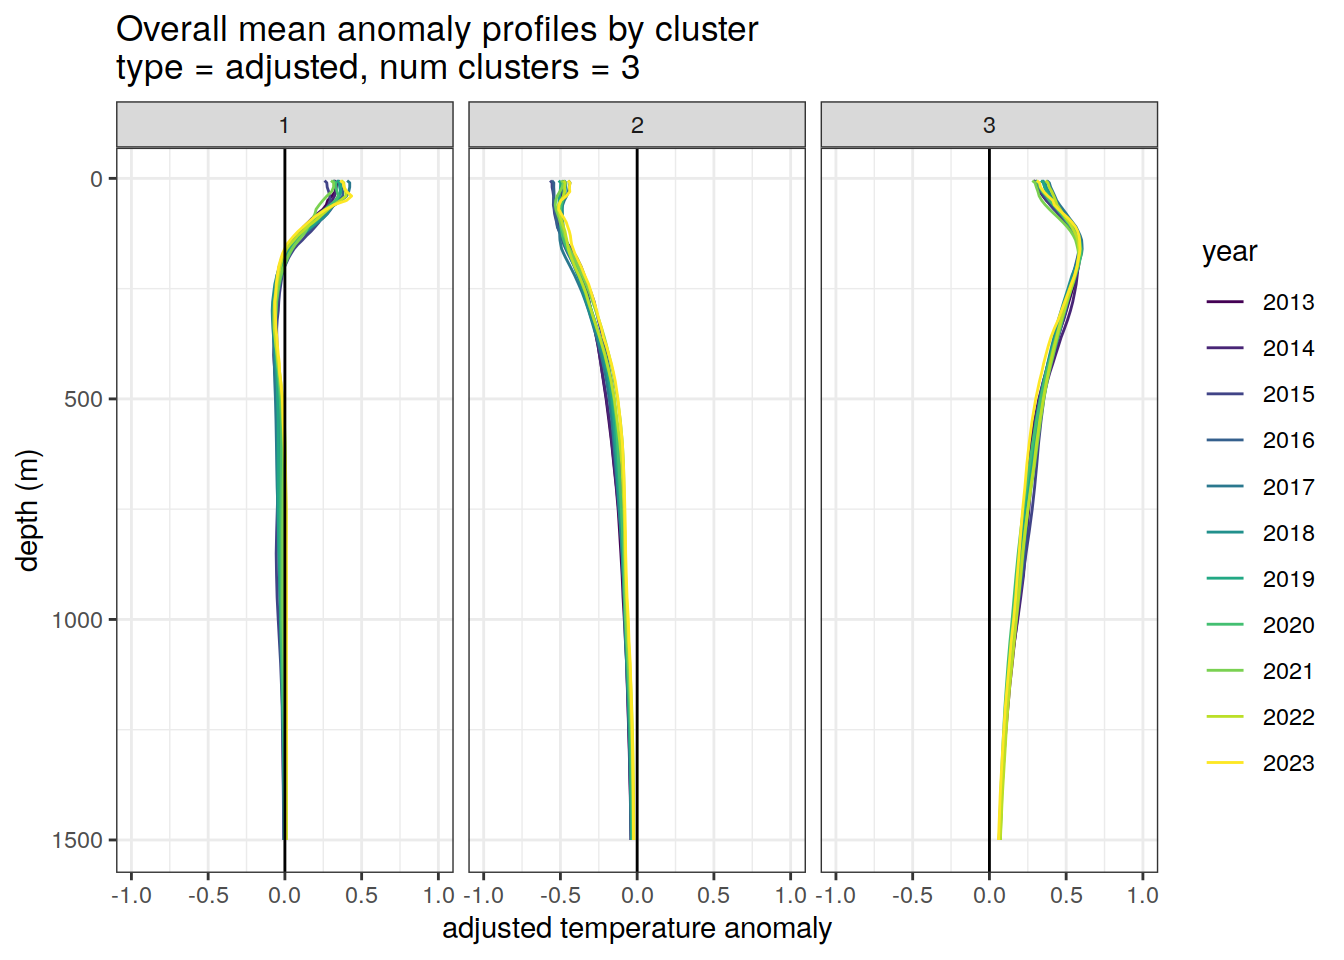 Overall mean anomaly profiles by cluster
type = adjusted, num clusters = 3
1
2
3
0
500
1000
1500
depth (m)
-1.0 -0.5 0.0 0.5 1.0
-1.0 -0.5 0.0 0.5 1.0
-1.0 -0.5 0.0 0.5 1.0
adjusted temperature anomaly
year
2013
2014
2015
2016
2017
2018
2019
2020
2021
2022
2023